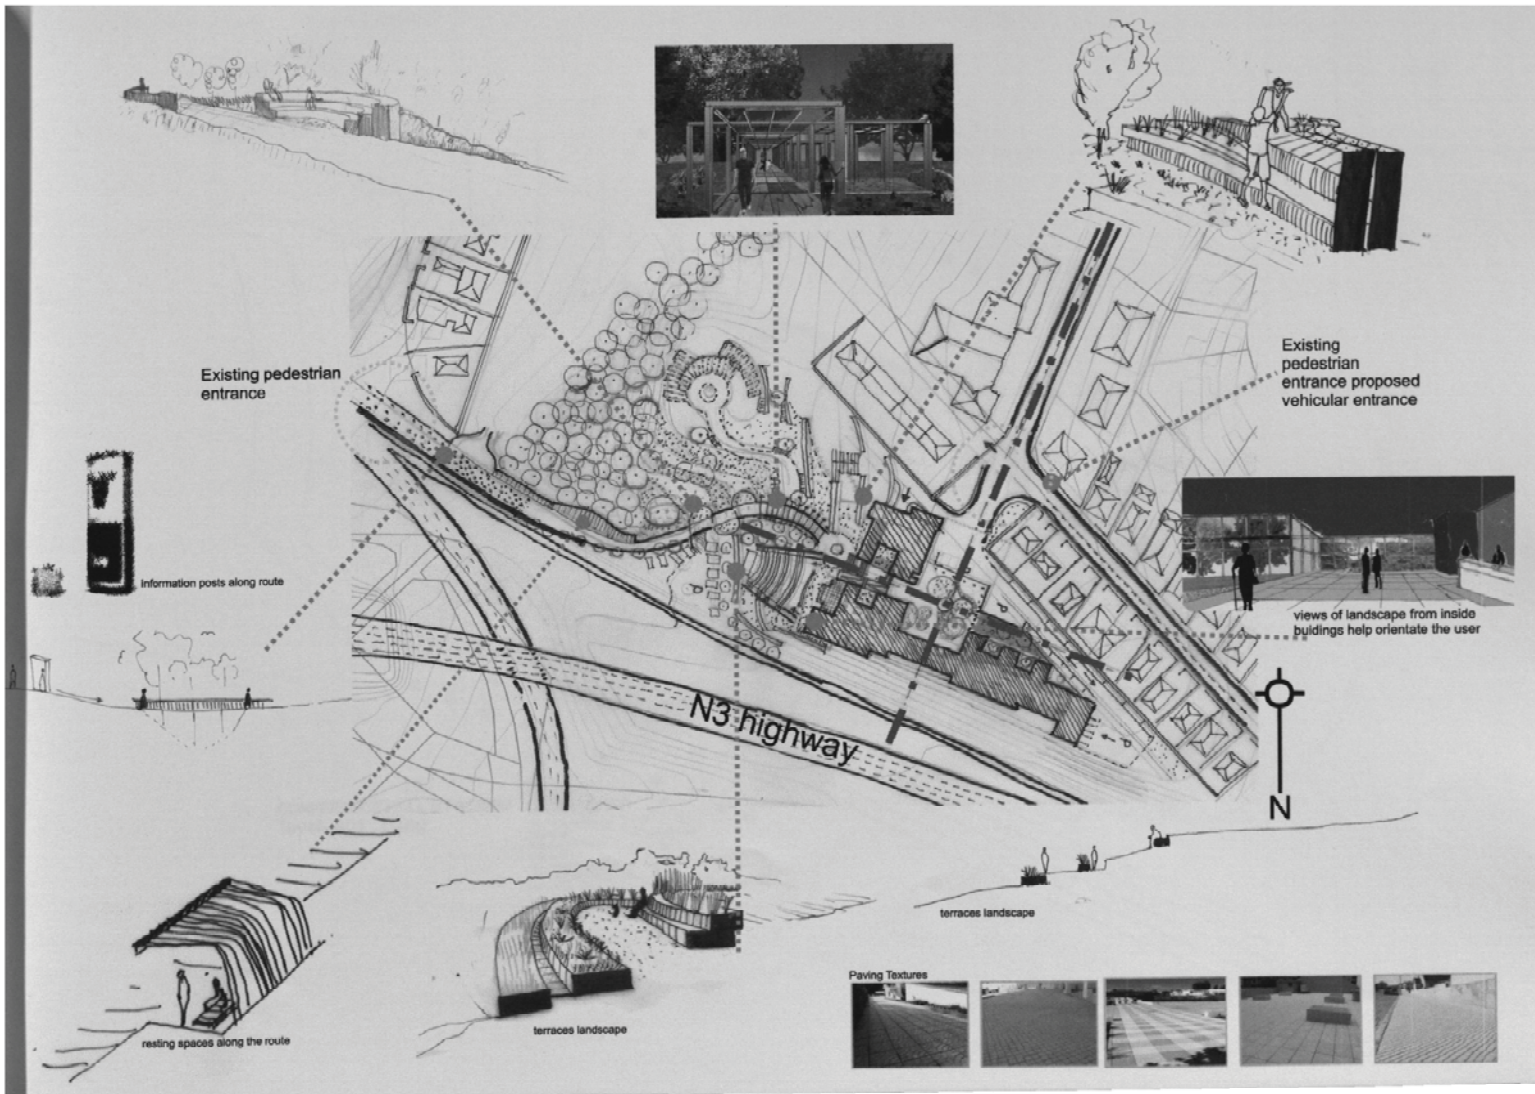 Existing pedestrian
entrance
Existing
pedestrian
entrance proposed
vehicular entrance
Information posts along route
views of landscape from inside
buldings help orientate the user
N3 highway
N
terraces landscape
Paving Textures
resting spaces along the route
terraces landscape